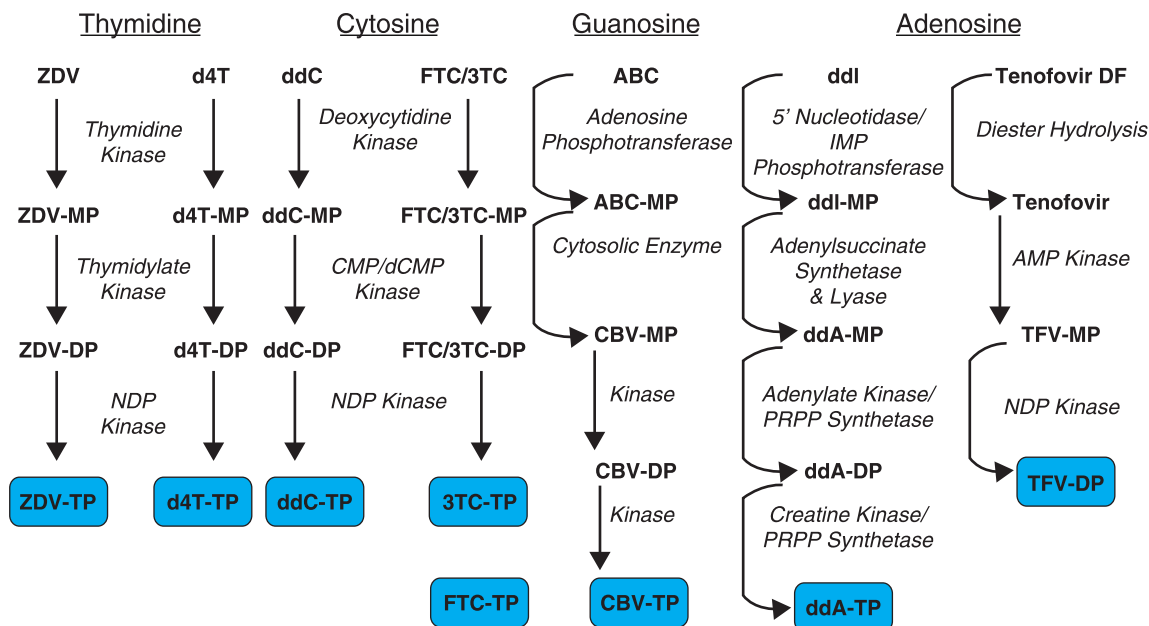 Thymidine
Cytosine
Guanosine
Adenosine
ZDV
d4T
ddC
FTC/3TC
ABC
ddI
Tenofovir DF
Thymidine
Kinase
Deoxycytidine
Kinase
Adenosine
Phosphotransferase
5' Nucleotidase/
IMP
Phosphotransferase
Diester Hydrolysis
ZDV-MP
d4T-MP
ddC-MP
FTC/3TC-MP
ABC-MP
ddI-MP
Tenofovir
Thymidylate
Kinase
CMP/dCMP
Kinase
Cytosolic Enzyme
Adenylsuccinate
Synthetase
& Lyase
AMP Kinase
ZDV-DP
d4T-DP
ddC-DP
FTC/3TC-DP
CBV-MP
ddA-MP
TFV-MP
NDP
Kinase
NDP Kinase
Kinase
Adenylate Kinase/
PRPP Synthetase
NDP Kinase
ZDV-TP
d4T-TP
ddC-TP
3TC-TP
CBV-DP
ddA-DP
TFV-DP
Kinase
Creatine Kinase/
PRPP Synthetase
FTC-TP
CBV-TP
ddA-TP